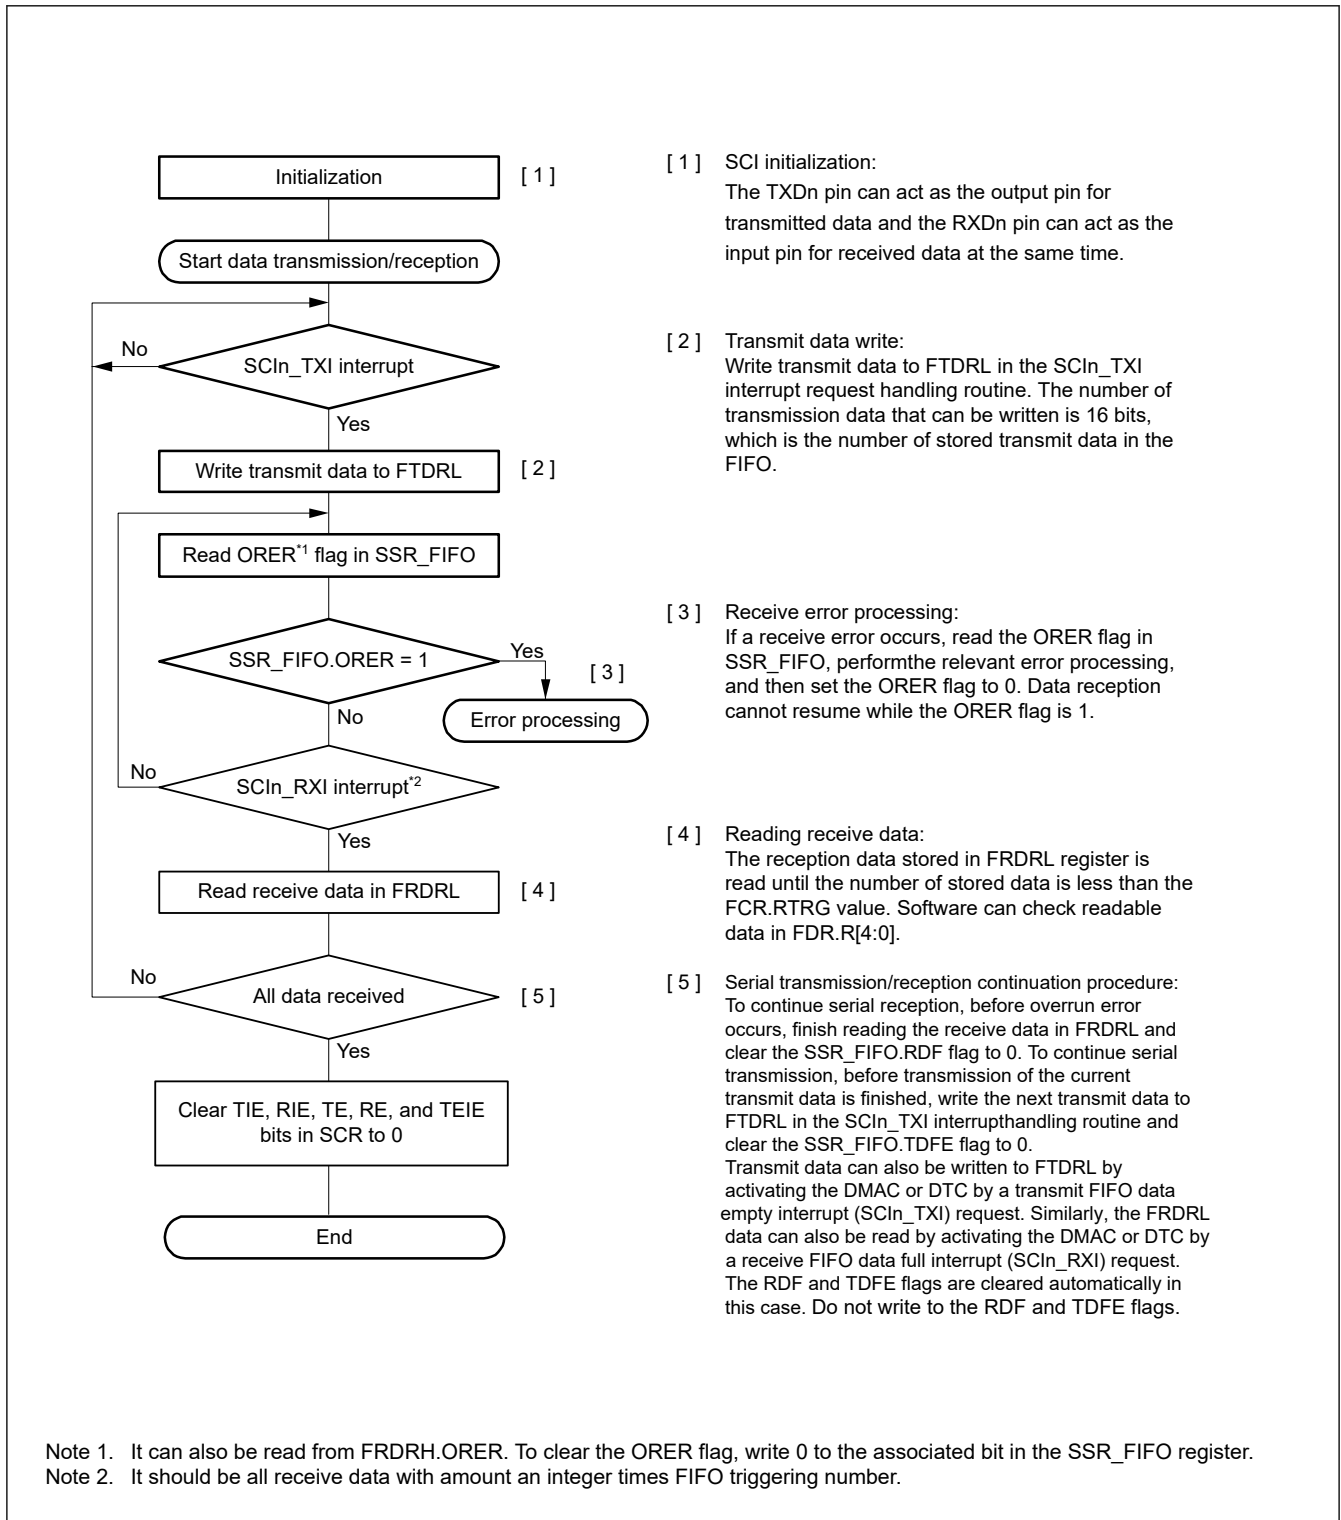 Initialization
[ 1 ]
Start data transmission/reception
No
SCIn_TXI interrupt
Yes
Write transmit data to FTDRL
[ 2 ]
Read ORER*1 flag in SSR_FIFO
SSR_FIFO.ORER = 1
Yes
[ 3 ]
Error processing
No
No
SCIn_RXI interrupt*2
Yes
Read receive data in FRDRL
[ 4 ]
No
All data received
[ 5 ]
Yes
Clear TIE, RIE, TE, RE, and TEIE
bits in SCR to 0
End
[ 1 ] SCI initialization:
The TXDn pin can act as the output pin for
transmitted data and the RXDn pin can act as the
input pin for received data at the same time.
[ 2 ] Transmit data write:
Write transmit data to FTDRL in the SCIn_TXI
interrupt request handling routine. The number of
transmission data that can be written is 16 bits,
which is the number of stored transmit data in the
FIFO.
[ 3 ] Receive error processing:
If a receive error occurs, read the ORER flag in
SSR_FIFO, performthe relevant error processing,
and then set the ORER flag to 0. Data reception
cannot resume while the ORER flag is 1.
[ 4 ] Reading receive data:
The reception data stored in FRDRL register is
read until the number of stored data is less than the
FCR.RTRG value. Software can check readable
data in FDR.R[4:0].
[ 5 ] Serial transmission/reception continuation procedure:
To continue serial reception, before overrun error
occurs, finish reading the receive data in FRDRL and
clear the SSR_FIFO.RDF flag to 0. To continue serial
transmission, before transmission of the current
transmit data is finished, write the next transmit data to
FTDRL in the SCIn_TXI interrupthandling routine and
clear the SSR_FIFO.TDFE flag to 0.
Transmit data can also be written to FTDRL by
activating the DMAC or DTC by a transmit FIFO data
empty interrupt (SCIn_TXI) request. Similarly, the FRDRL
data can also be read by activating the DMAC or DTC by
a receive FIFO data full interrupt (SCIn_RXI) request.
The RDF and TDFE flags are cleared automatically in
this case. Do not write to the RDF and TDFE flags.
Note 1. It can also be read from FRDRH.ORER. To clear the ORER flag, write 0 to the associated bit in the SSR_FIFO register.
Note 2. It should be all receive data with amount an integer times FIFO triggering number.